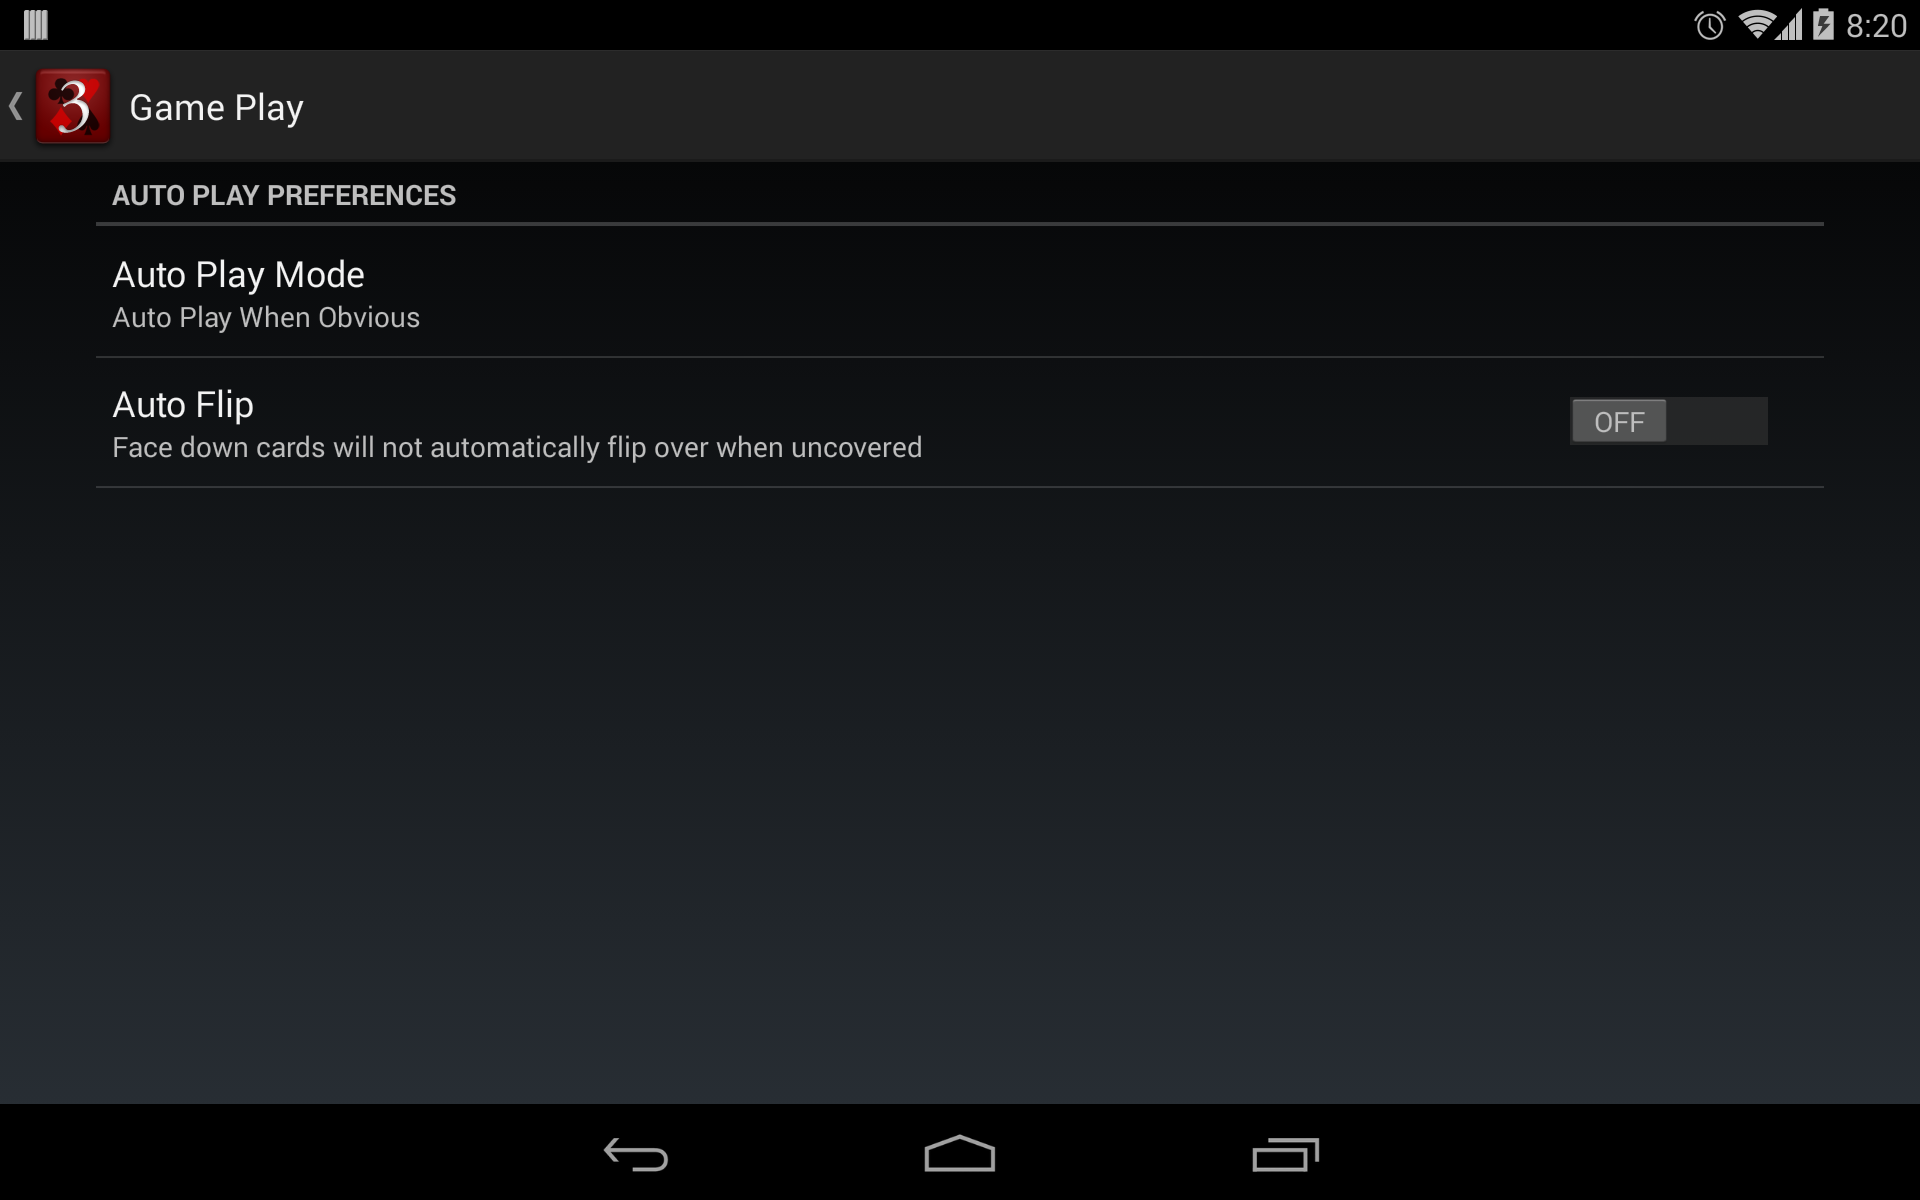 8:20
3
Game Play
AUTO PLAY PREFERENCES
Auto Play Mode
Auto Play When Obvious
Auto Flip
OFF
Face down cards will not automatically flip over when uncovered